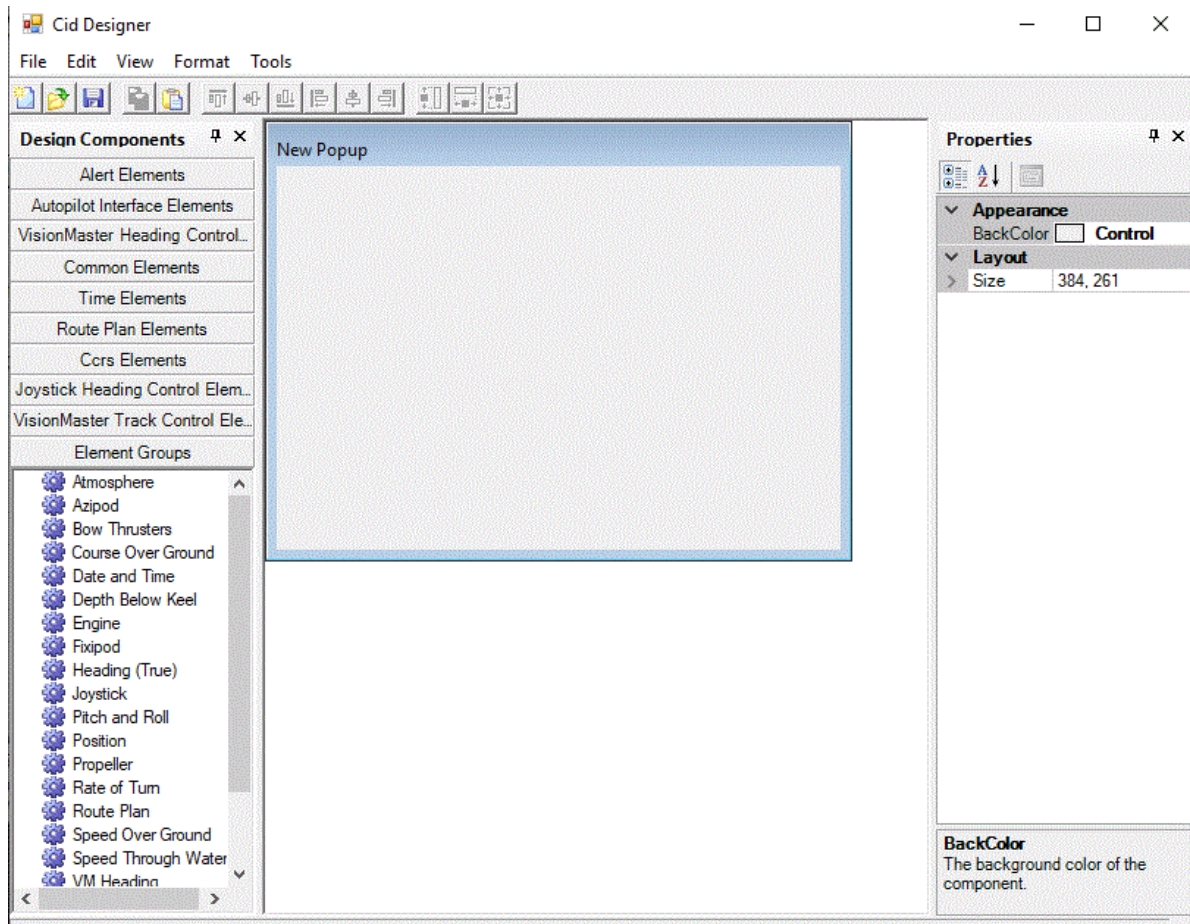 Cid Designer
File Edit View Format Tools
Design Components
Alert Elements
Autopilot Interface Elements
VisionMaster Heading Control...
Common Elements
Time Elements
Route Plan Elements
Ccrs Elements
Joystick Heading Control Elem...
VisionMaster Track Control Ele...
Element Groups
Atmosphere
Azipod
Bow Thrusters
Course Over Ground
Date and Time
Depth Below Keel
Engine
Fixipod
Heading (True)
Joystick
Pitch and Roll
Position
Propeller
Rate of Turn
Route Plan
Speed Over Ground
Speed Through Water
VM Heading
New Popup
Properties
Appearance
BackColor Control
Layout
Size 384, 261
BackColor
The background color of the
component.